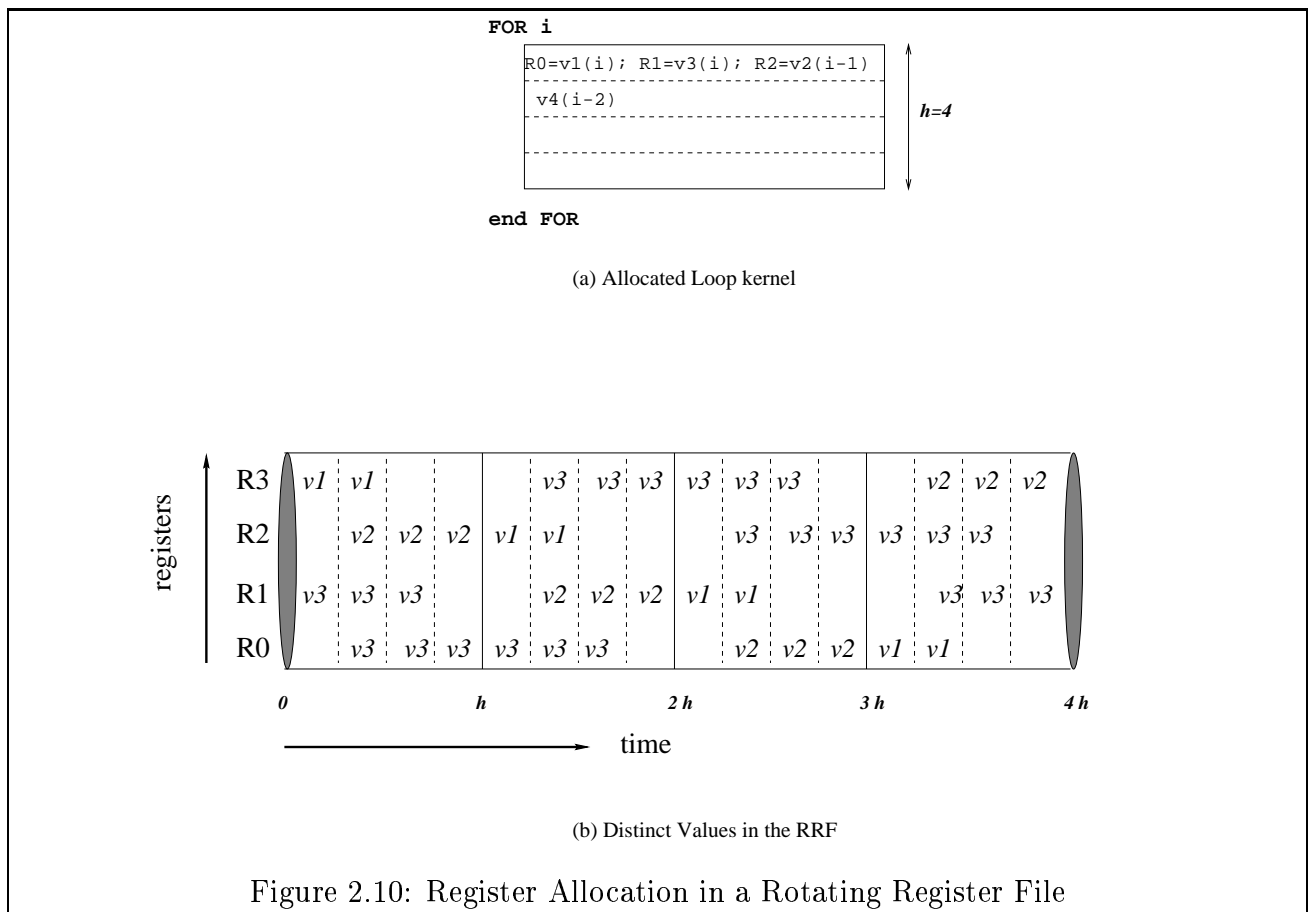 FOR i
R0=v1(i); R1=v3(i); R2=v2(i-1)
v4(i-2)
h=4
end FOR
(a) Allocated Loop kernel
registers
R3 v1 v1 v3 v3 v3 v3 v3 v3 v2 v2 v2
R2 v2 v2 v2 v1 v1 v3 v3 v3 v3 v3 v3
R1 v3 v3 v3 v2 v2 v2 v1 v1 v3 v3 v3
R0 v3 v3 v3 v3 v3 v3 v2 v2 v2 v1 v1
0 h 2 h 3 h 4 h
time
(b) Distinct Values in the RRF
Figure 2.10: Register Allocation in a Rotating Register File